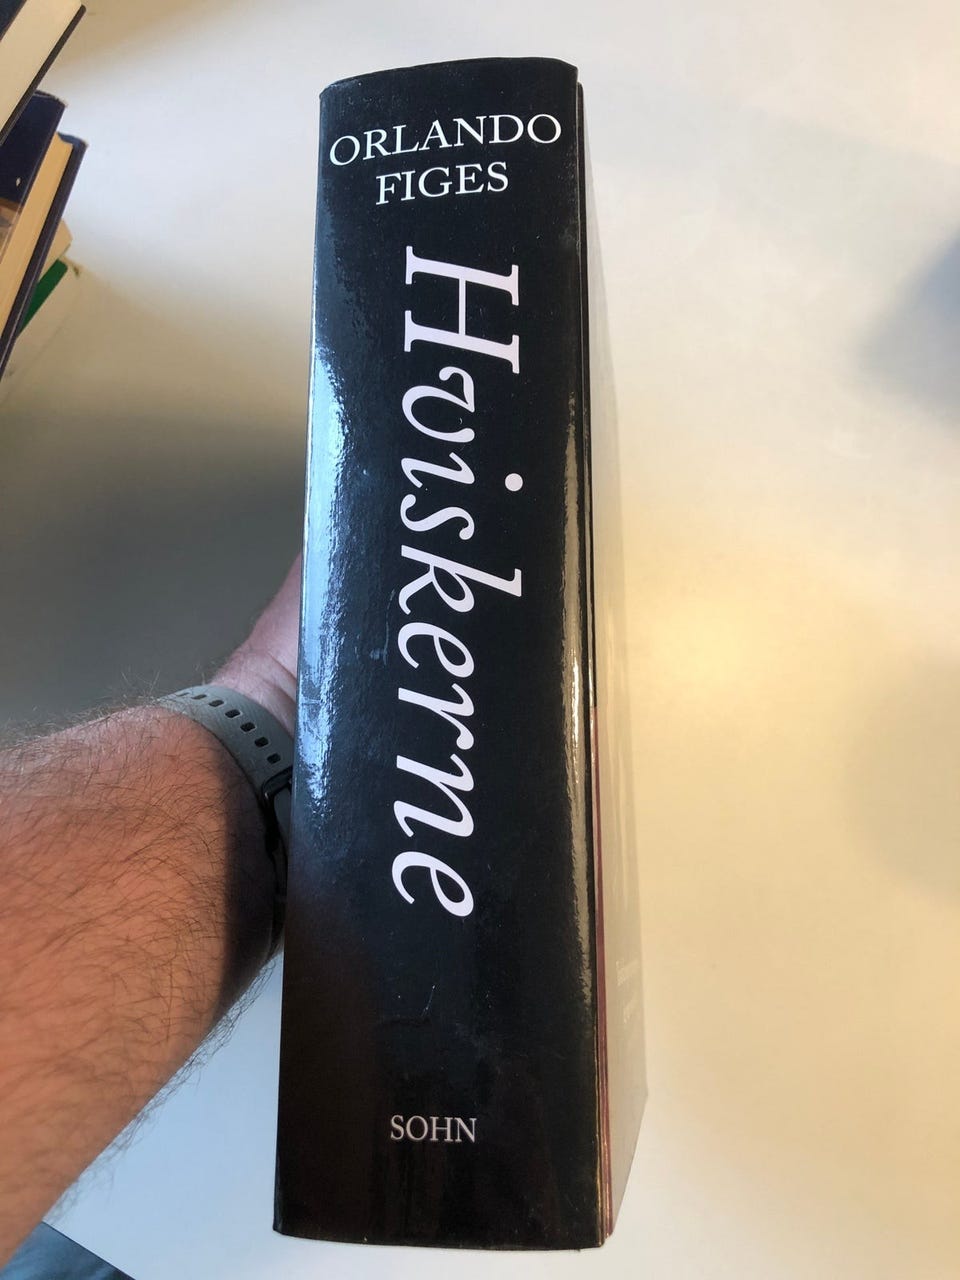 ORLANDO
FIGES
Hviskerne
SOHN